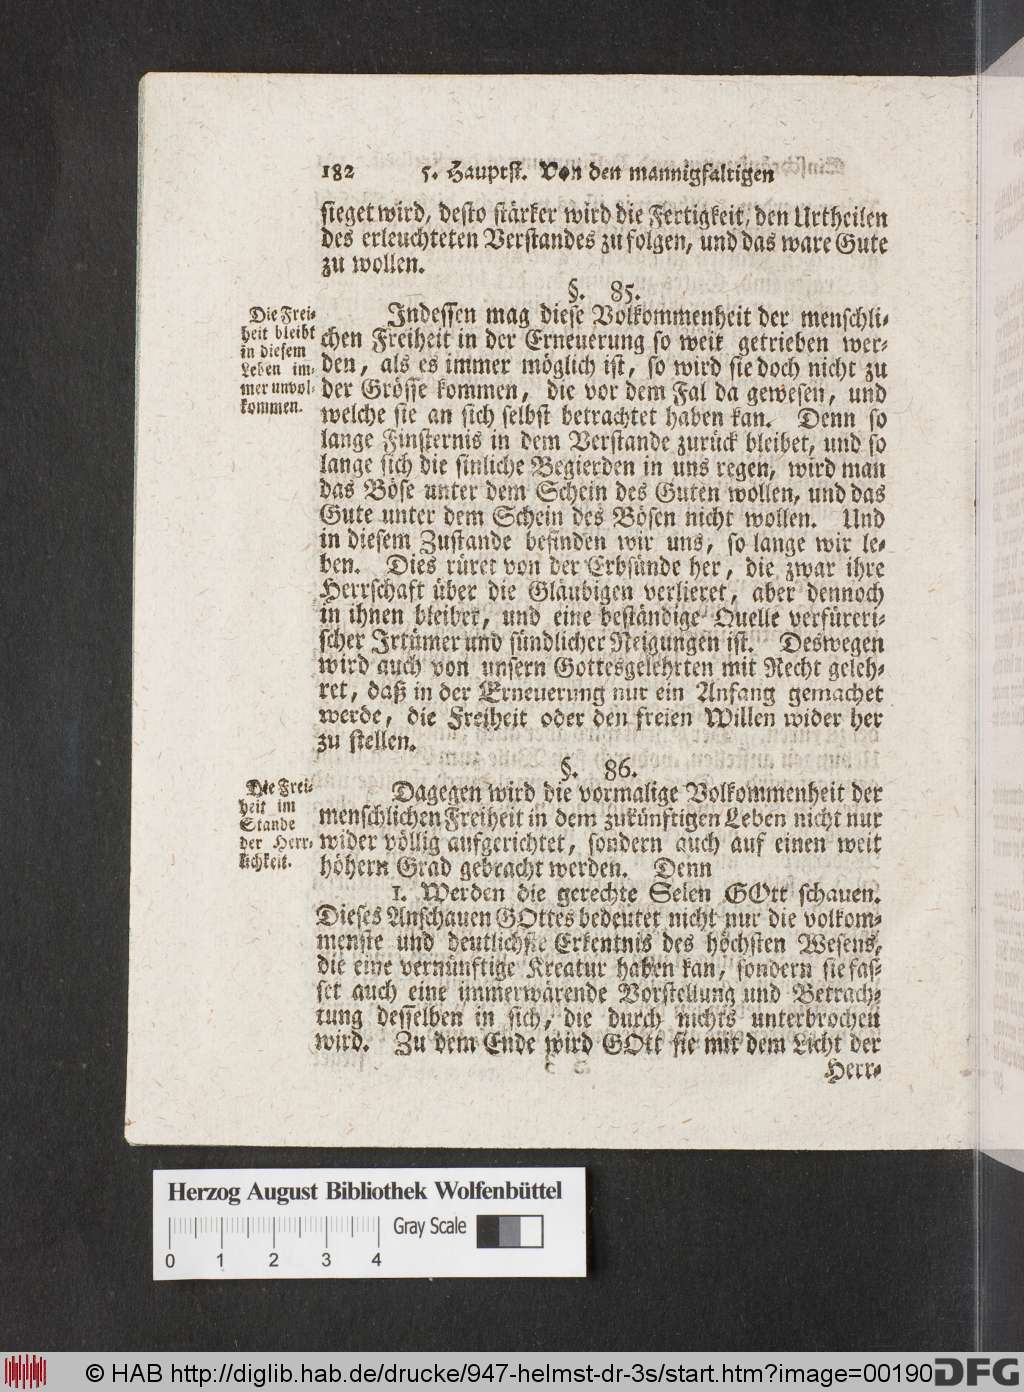 182 5. Hauptst. Von den mannigfaltigen
sieget wird, desto stärker wird die Fertigkeit, den Urtheilen
des erleuchteten Verstandes zu folgen, und das ware Gute
zu wollen.
§. 85.
Die Frei-
heit bleibt
in diesem
Leben im-
mer unvol-
kommen.
Indessen mag diese Volkommenheit der menschli-
chen Freiheit in der Erneuerung so weit getrieben wer-
den, als es immer möglich ist, so wird sie doch nicht zu
der Grösse kommen, die vor dem Fal da gewesen, und
welche sie an sich selbst betrachtet haben kan. Denn so
lange Finsternis in dem Verstande zurück bleibet, und so
lange sich die sinliche Begierden in uns regen, wird man
das Böse unter dem Schein des Guten wollen, und das
Gute unter dem Schein des Bösen nicht wollen. Und
in diesem Zustande befinden wir uns, so lange wir le-
ben. Dies rüret von der Erbsünde her, die zwar ihre
Herrschaft über die Gläubigen verlieret, aber dennoch
in ihnen bleibet, und eine beständige Quelle verfüreri-
scher Irtümer und sündlicher Neigungen ist. Deswegen
wird auch von unsern Gottesgelehrten mit Recht geleh-
ret, daß in der Erneuerung nur ein Anfang gemachet
werde, die Freiheit oder den freien Willen wider her
zu stellen.
§. 86.
Die Frei-
heit im
Stande
der Herr-
lichkeit.
Dagegen wird die vormalige Volkommenheit der
menschlichen Freiheit in dem zukünftigen Leben nicht nur
wider völlig aufgerichtet, sondern auch auf einen weit
höhern Grad gebracht werden. Denn
1. Werden die gerechte Selen GOtt schauen.
Dieses Anschauen GOttes bedeutet nicht nur die volkom-
menste und deutlichste Erkentnis des höchsten Wesens,
die eine vernünftige Kreatur haben kan, sondern sie fas-
set auch eine immerwärende Vorstellung und Betrach-
tung desselben in sich, die durch nichts unterbrochen
wird. Zu dem Ende wird GOtt sie mit dem Licht der
Herr-
Herzog August Bibliothek Wolfenbüttel
Gray Scale
0 1 2 3 4
© HAB http://diglib.hab.de/drucke/947-helmst-dr-3s/start.htm?image=00190
DFG